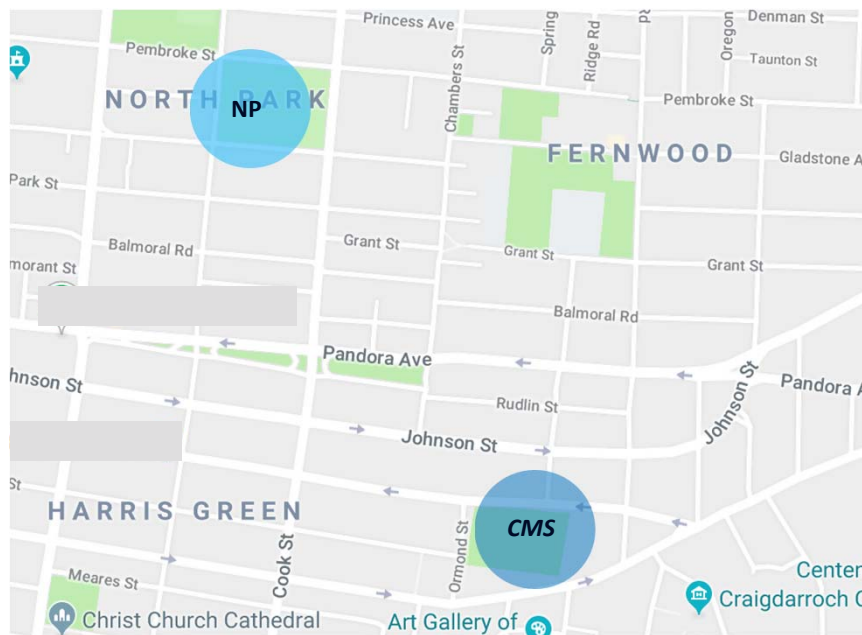 Princess Ave
Denman St
Pembroke St
Chambers St
Spring
Ridge Rd
Oregon
Taunton St
NORTH PARK
NP
Pembroke St
FERNWOOD
Gladstone A
Park St
Balmoral Rd
Grant St
Grant St
Grant St
morant St
Balmoral Rd
Pandora Ave
Johnson St
Pandora A
hnson St
Rudlin St
Johnson St
St
HARRIS GREEN
CMS
Cook St
Ormond St
Meares St
Center
Craigdarroch C
Christ Church Cathedral
Art Gallery of